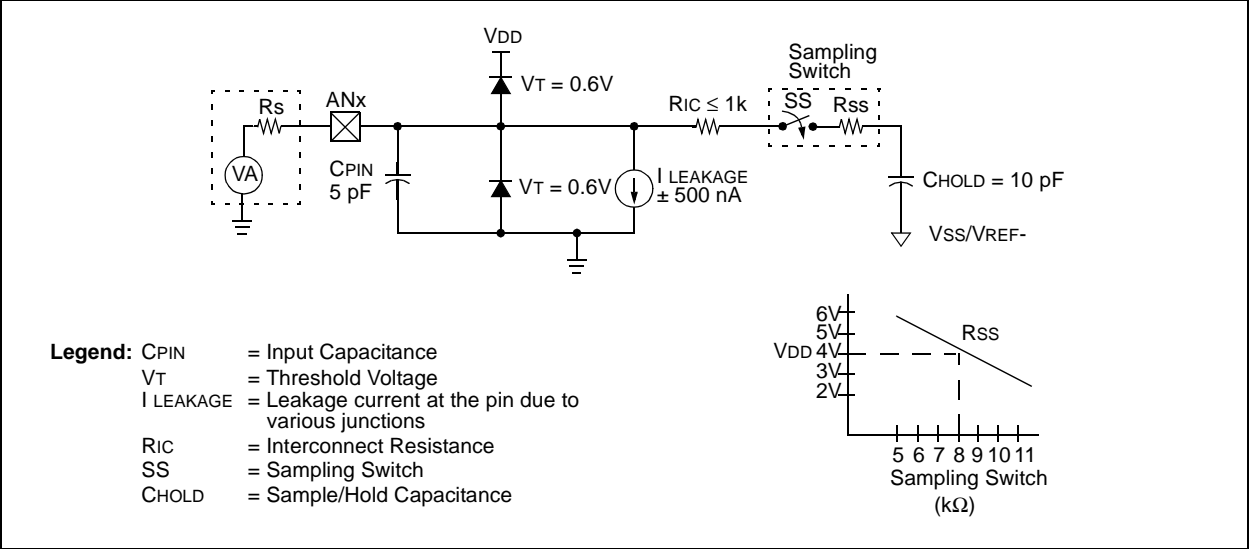 VDD
Sampling
Switch
VT = 0.6V
Rs
ANx
RIC ≤ 1k
SS
Rss
VA
CPIN
5 pF
VT = 0.6V
I LEAKAGE
± 500 nA
CHOLD = 10 pF
VSS/VREF-
Legend: CPIN = Input Capacitance
VT = Threshold Voltage
I LEAKAGE = Leakage current at the pin due to
various junctions
RIC = Interconnect Resistance
SS = Sampling Switch
CHOLD = Sample/Hold Capacitance
6V
5V
VDD 4V
3V
2V
RSS
5 6 7 8 9 10 11
Sampling Switch
(kΩ)